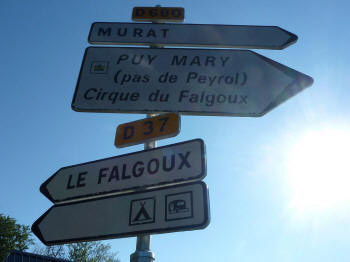 D 680
MURAT
PUY MARY
(pas de Peyrol)
Cirque du Falgoux
D 37
LE FALGOUX